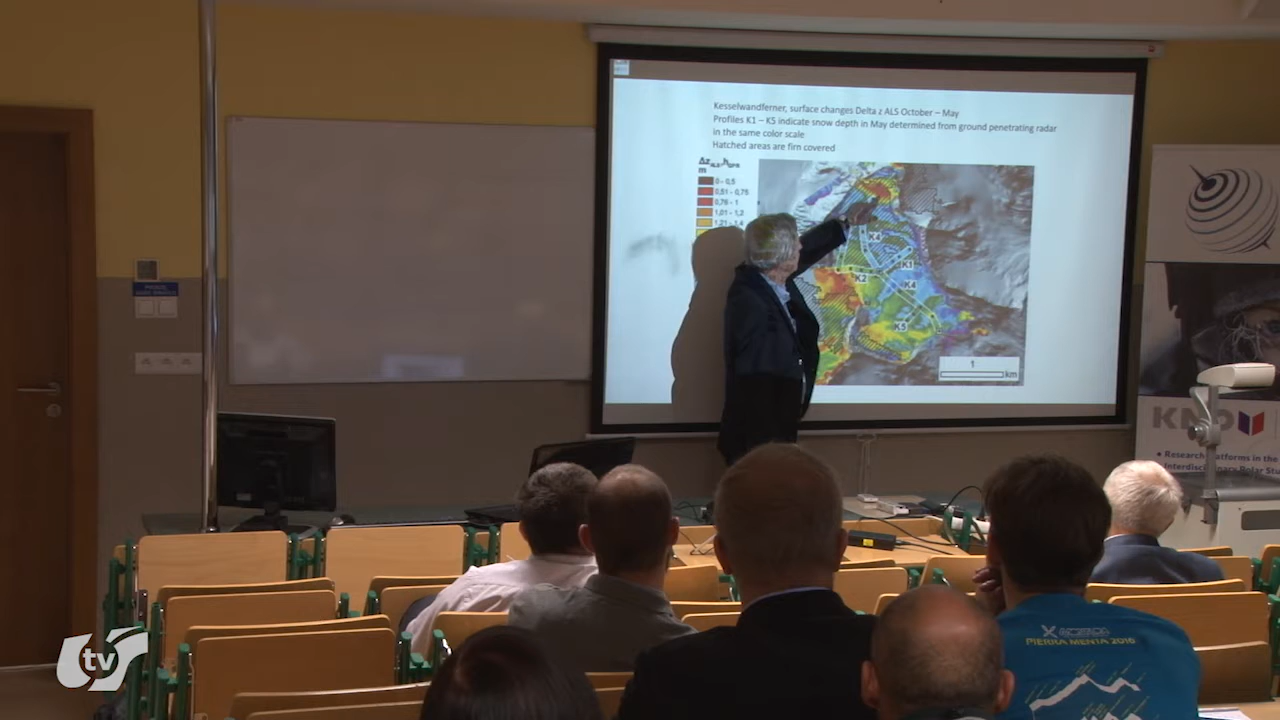 Kesselwandferner, surface changes Delta z ALS October – May
Profiles K1 – K5 indicate snow depth in May determined from ground penetrating radar
in the same color scale
Hatched areas are firn covered
m
0 - 0,5
0,51 - 0,75
0,76 - 1
1,01 - 1,2
1,21 - 1,4
K1
K2
K4
K5
1
km
• Research Platforms in the
Interdisciplinary Polar Stu
PIERRA MENTA 2016
tv